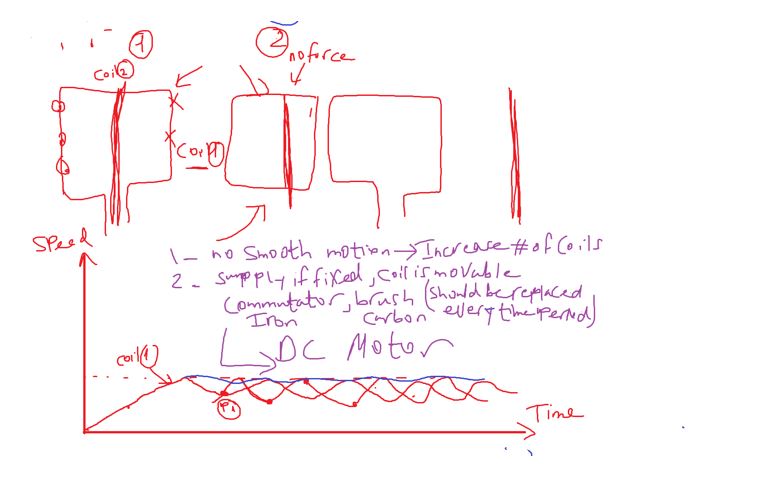 1
2
no force
Coil 2
Coil 1
Speed
1- no smooth motion → Increase # of Coils
2- supply, if fixed, coil is movable
Commutator, brush (should be replaced
Iron carbon every time period)
DC Motor
coil 1
P1
Time